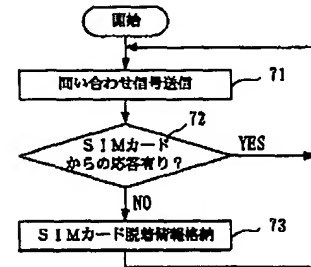 開始
問い合わせ信号送信
71
72
SIMカード
からの応答有り?
YES
NO
SIMカード脱着情報格納
73